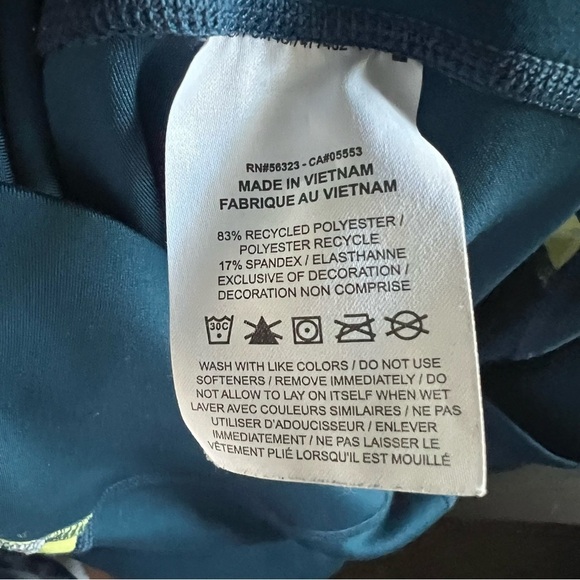 RN#56323 - CA#05553
MADE IN VIETNAM
FABRIQUE AU VIETNAM
83% RECYCLED POLYESTER /
POLYESTER RECYCLE
17% SPANDEX / ELASTHANNE
EXCLUSIVE OF DECORATION /
DECORATION NON COMPRISE
30C
WASH WITH LIKE COLORS / DO NOT USE
SOFTENERS / REMOVE IMMEDIATELY / DO
NOT ALLOW TO LAY ON ITSELF WHEN WET
LAVER AVEC COULEURS SIMILAIRES / NE PAS
UTILISER D'ADOUCISSEUR / ENLEVER
IMMEDIATEMENT / NE PAS LAISSER LE
VÊTEMENT PLIÉ LORSQU'IL EST MOUILLÉ